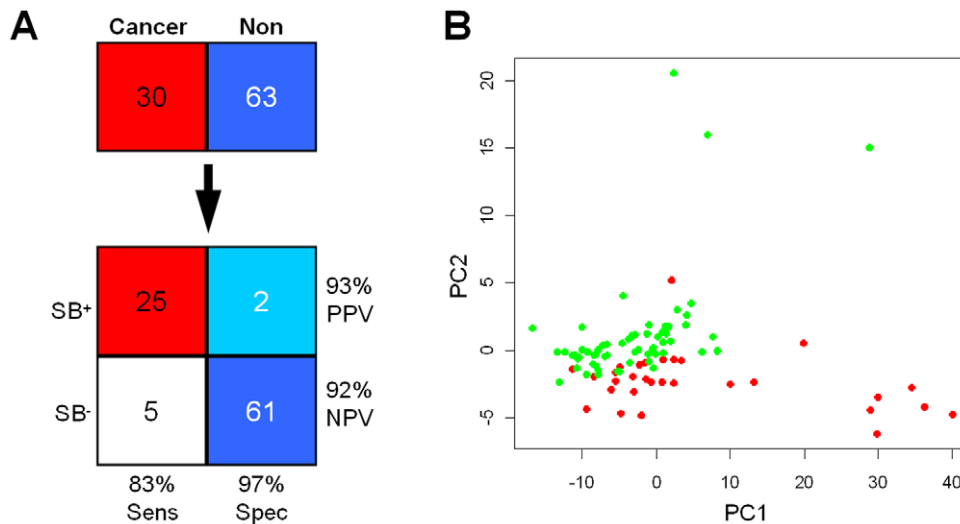 A
Cancer Non
30 63
SB+ 25 2 93% PPV
SB- 5 61 92% NPV
83% Sens 97% Spec
B
PC2
20
15
10
5
0
-5
-10 0 10 20 30 40
PC1